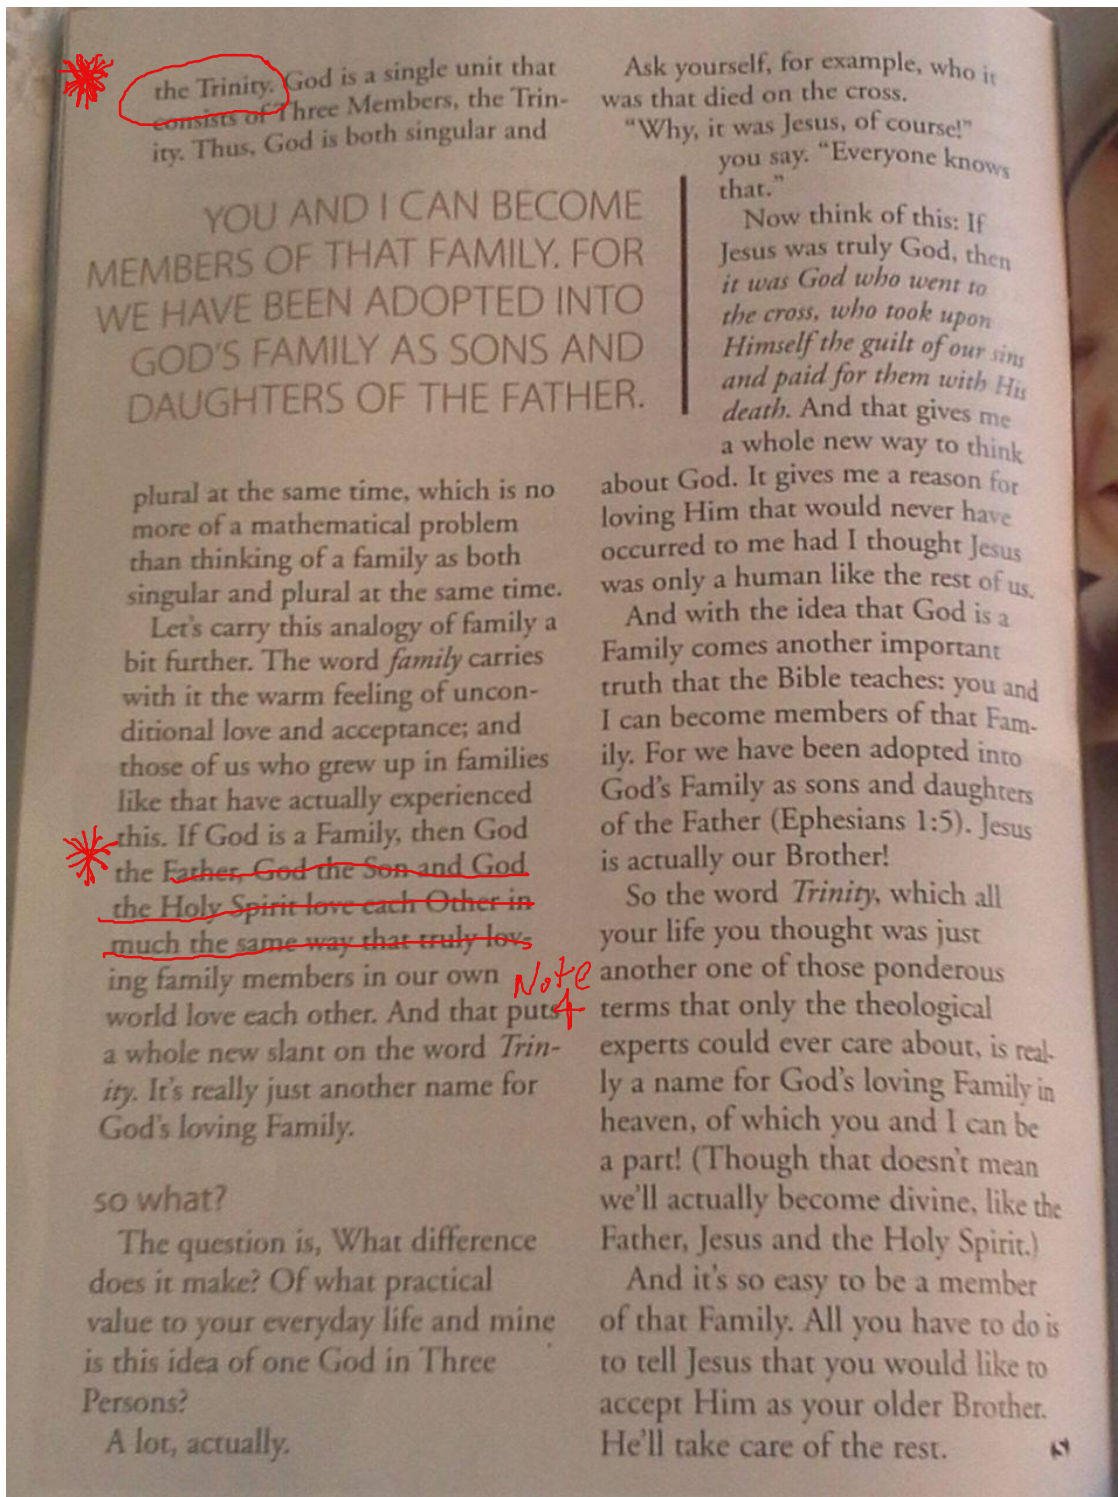 the Trinity. God is a single unit that
consists of Three Members, the Trin-
ity. Thus, God is both singular and
YOU AND I CAN BECOME
MEMBERS OF THAT FAMILY. FOR
WE HAVE BEEN ADOPTED INTO
GOD'S FAMILY AS SONS AND
DAUGHTERS OF THE FATHER.
plural at the same time, which is no
more of a mathematical problem
than thinking of a family as both
singular and plural at the same time.
Let's carry this analogy of family a
bit further. The word family carries
with it the warm feeling of uncon-
ditional love and acceptance; and
those of us who grew up in families
like that have actually experienced
this. If God is a Family, then God
the Father, God the Son and God
the Holy Spirit love each Other in
much the same way that truly lov-
ing family members in our own
Note 4
world love each other. And that puts
a whole new slant on the word Trin-
ity. It's really just another name for
God's loving Family.
so what?
The question is, What difference
does it make? Of what practical
value to your everyday life and mine
is this idea of one God in Three
Persons?
A lot, actually.
Ask yourself, for example, who it
was that died on the cross.
"Why, it was Jesus, of course!"
you say. "Everyone knows
that."
Now think of this: If
Jesus was truly God, then
it was God who went to
the cross, who took upon
Himself the guilt of our sins
and paid for them with His
death. And that gives me
a whole new way to think
about God. It gives me a reason for
loving Him that would never have
occurred to me had I thought Jesus
was only a human like the rest of us.
And with the idea that God is a
Family comes another important
truth that the Bible teaches: you and
I can become members of that Fam-
ily. For we have been adopted into
God's Family as sons and daughters
of the Father (Ephesians 1:5). Jesus
is actually our Brother!
So the word Trinity, which all
your life you thought was just
another one of those ponderous
terms that only the theological
experts could ever care about, is real-
ly a name for God's loving Family in
heaven, of which you and I can be
a part! (Though that doesn't mean
we'll actually become divine, like the
Father, Jesus and the Holy Spirit.)
And it's so easy to be a member
of that Family. All you have to do is
to tell Jesus that you would like to
accept Him as your older Brother.
He'll take care of the rest.